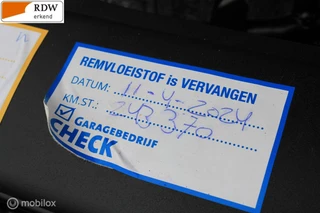 RDW
erkend
REMVLOEISTOF is VERVANGEN
DATUM: 11-4-2024
KM.ST.: 243 370
GARAGEBEDRIJF
CHECK
mobilox